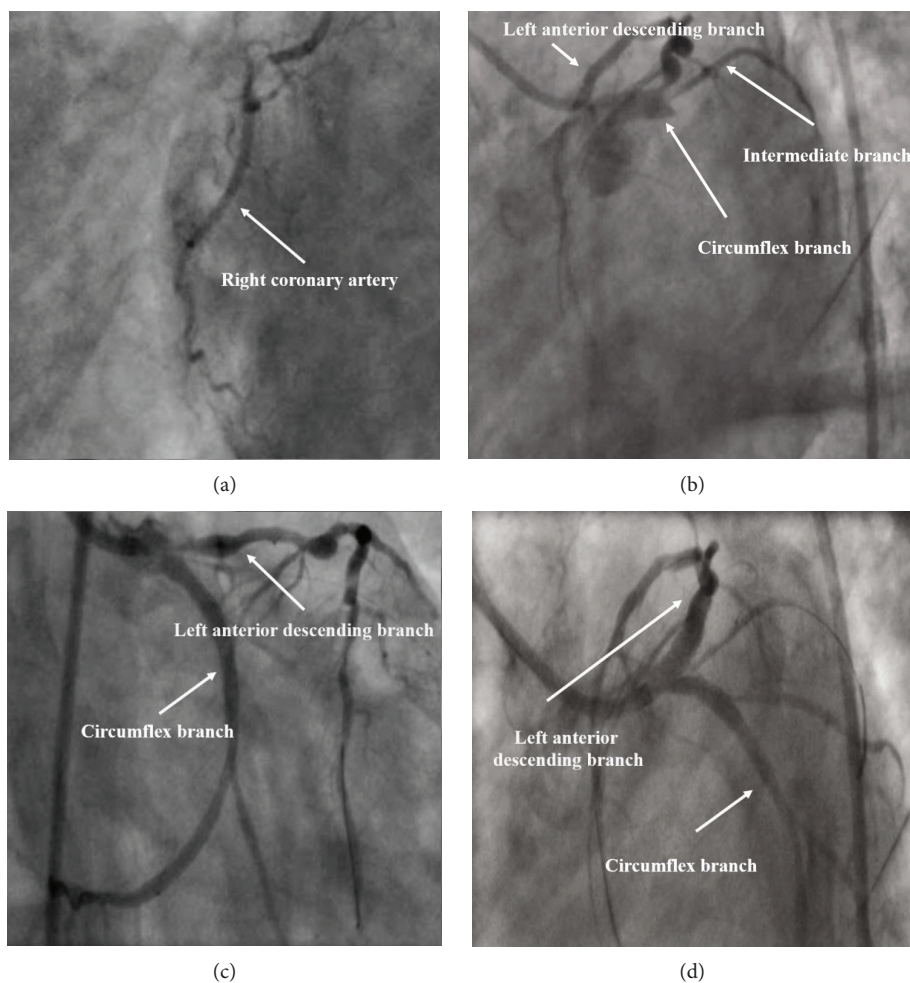 Right coronary artery
(a)
Left anterior descending branch
Intermediate branch
Circumflex branch
(b)
Left anterior descending branch
Circumflex branch
(c)
Left anterior
descending branch
Circumflex branch
(d)